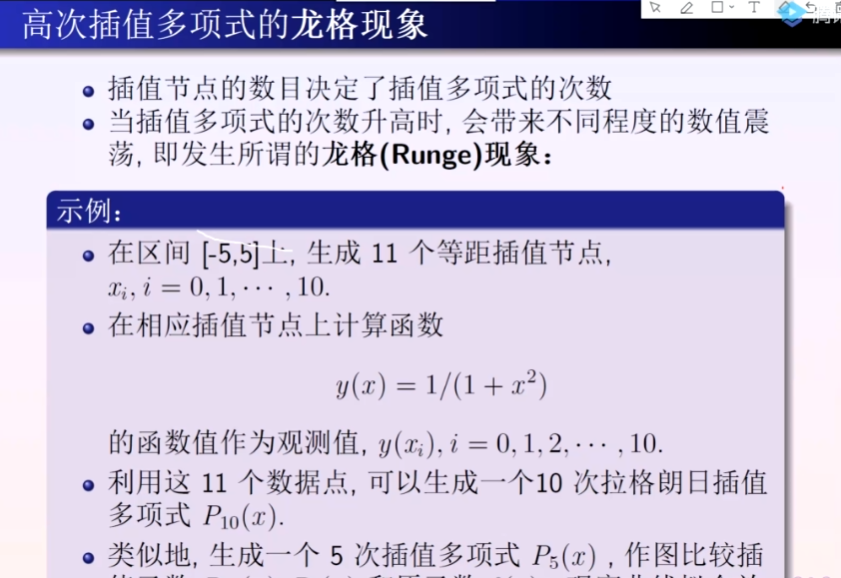 高次插值多项式的龙格现象
插值节点的数目决定了插值多项式的次数
当插值多项式的次数升高时, 会带来不同程度的数值震
荡, 即发生所谓的龙格(Runge)现象:
示例:
在区间 [-5,5]上, 生成 11 个等距插值节点,
x_i, i = 0, 1, ⋯ , 10.
在相应插值节点上计算函数
y(x) = 1/(1 + x²)
的函数值作为观测值, y(x_i), i = 0, 1, 2, ⋯ , 10.
利用这 11 个数据点, 可以生成一个10 次拉格朗日插值
多项式 P₁₀(x).
类似地, 生成一个 5 次插值多项式 P₅(x) , 作图比较插